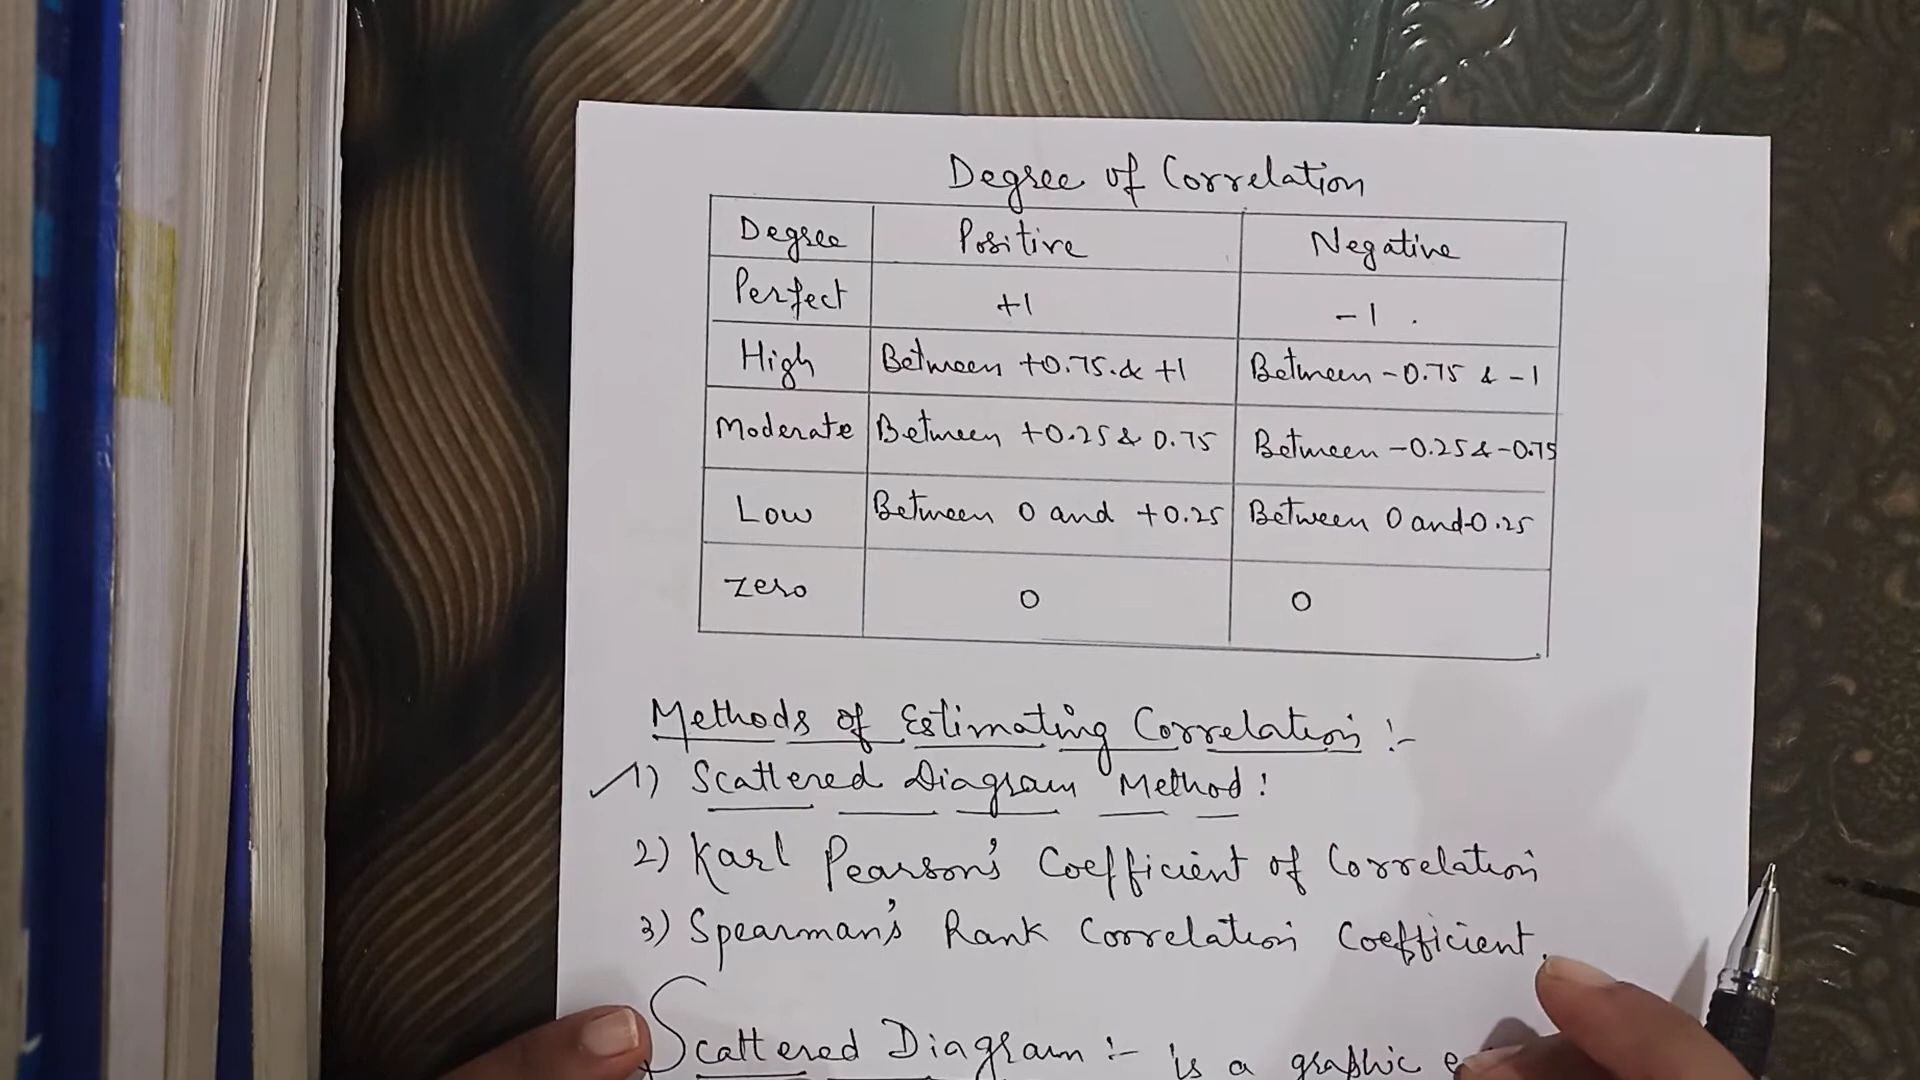 Degree of Correlation
Degree Positive Negative
Perfect +1 -1 .
High Between +0.75.& +1 Between -0.75 & -1
Moderate Between +0.25 & 0.75 Between -0.25 & -0.75
Low Between 0 and +0.25 Between 0 and -0.25
Zero 0 0
Methods of Estimating Correlation :-
1) Scattered Diagram Method :
2) Karl Pearson's Coefficient of Correlation
3) Spearman's Rank Correlation Coefficient.
Scattered Diagram :- is a graphic